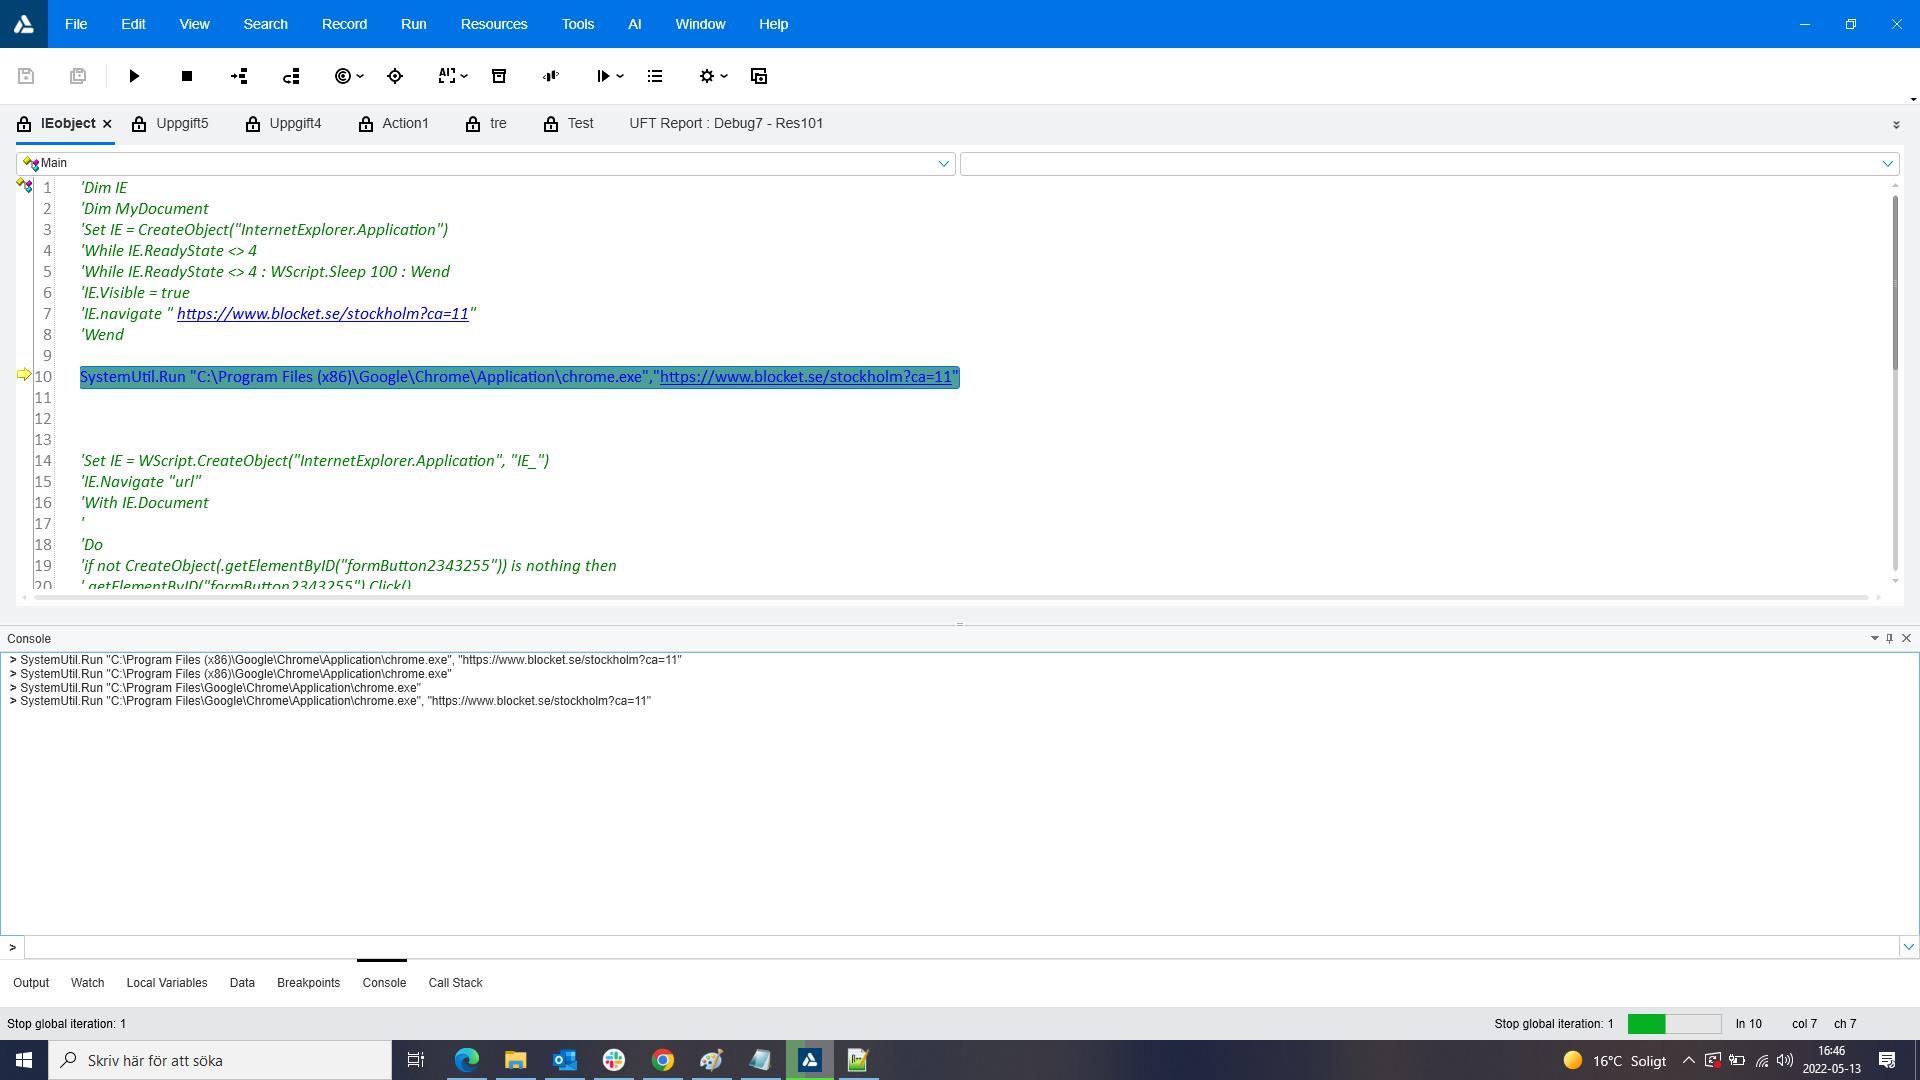 File Edit View Search Record Run Resources Tools AI Window Help
AI
IEobject Uppgift5 Uppgift4 Action1 tre Test UFT Report : Debug7 - Res101
Main
1 'Dim IE
2 'Dim MyDocument
3 'Set IE = CreateObject("InternetExplorer.Application")
4 'While IE.ReadyState <> 4
5 'While IE.ReadyState <> 4 : WScript.Sleep 100 : Wend
6 'IE.Visible = true
7 'IE.navigate " https://www.blocket.se/stockholm?ca=11"
8 'Wend
9
10 SystemUtil.Run "C:\Program Files (x86)\Google\Chrome\Application\chrome.exe","https://www.blocket.se/stockholm?ca=11"
11
12
13
14 'Set IE = WScript.CreateObject("InternetExplorer.Application", "IE_")
15 'IE.Navigate "url"
16 'With IE.Document
17 '
18 'Do
19 'if not CreateObject(.getElementByID("formButton2343255")) is nothing then
20 ' .getElementByID("formButton2343255").Click()
Console
> SystemUtil.Run "C:\Program Files (x86)\Google\Chrome\Application\chrome.exe", "https://www.blocket.se/stockholm?ca=11"
> SystemUtil.Run "C:\Program Files (x86)\Google\Chrome\Application\chrome.exe"
> SystemUtil.Run "C:\Program Files\Google\Chrome\Application\chrome.exe"
> SystemUtil.Run "C:\Program Files\Google\Chrome\Application\chrome.exe", "https://www.blocket.se/stockholm?ca=11"
>
Output Watch Local Variables Data Breakpoints Console Call Stack
Stop global iteration: 1 Stop global iteration: 1 ln 10 col 7 ch 7
Skriv här för att söka 16°C Soligt 16:46
2022-05-13